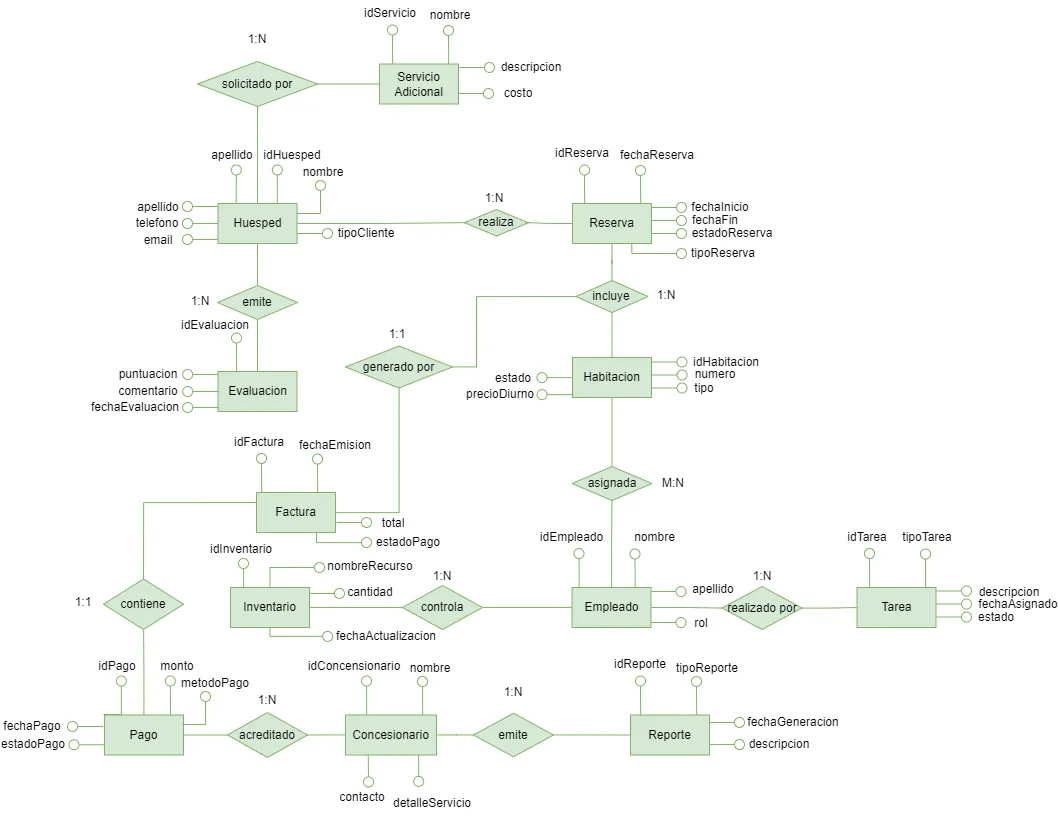 idServicio
nombre
1:N
solicitado por
Servicio
Adicional
descripcion
costo
apellido
idHuesped
nombre
idReserva
fechaReserva
apellido
telefono
email
Huesped
tipoCliente
1:N
realiza
Reserva
fechaInicio
fechaFin
estadoReserva
tipoReserva
1:N
emite
incluye
1:N
idEvaluacion
1:1
generado por
puntuacion
comentario
fechaEvaluacion
Evaluacion
estado
precioDiurno
Habitacion
idHabitacion
numero
tipo
idFactura
fechaEmision
asignada
M:N
Factura
total
estadoPago
idInventario
nombreRecurso
cantidad
idEmpleado
nombre
idTarea
tipoTarea
1:1
contiene
Inventario
fechaActualizacion
1:N
controla
Empleado
apellido
rol
1:N
realizado por
Tarea
descripcion
fechaAsignado
estado
idPago
monto
metodoPago
idConcensionario
nombre
idReporte
tipoReporte
fechaPago
estadoPago
Pago
1:N
acreditado
Concesionario
1:N
emite
Reporte
fechaGeneracion
descripcion
contacto
detalleServicio